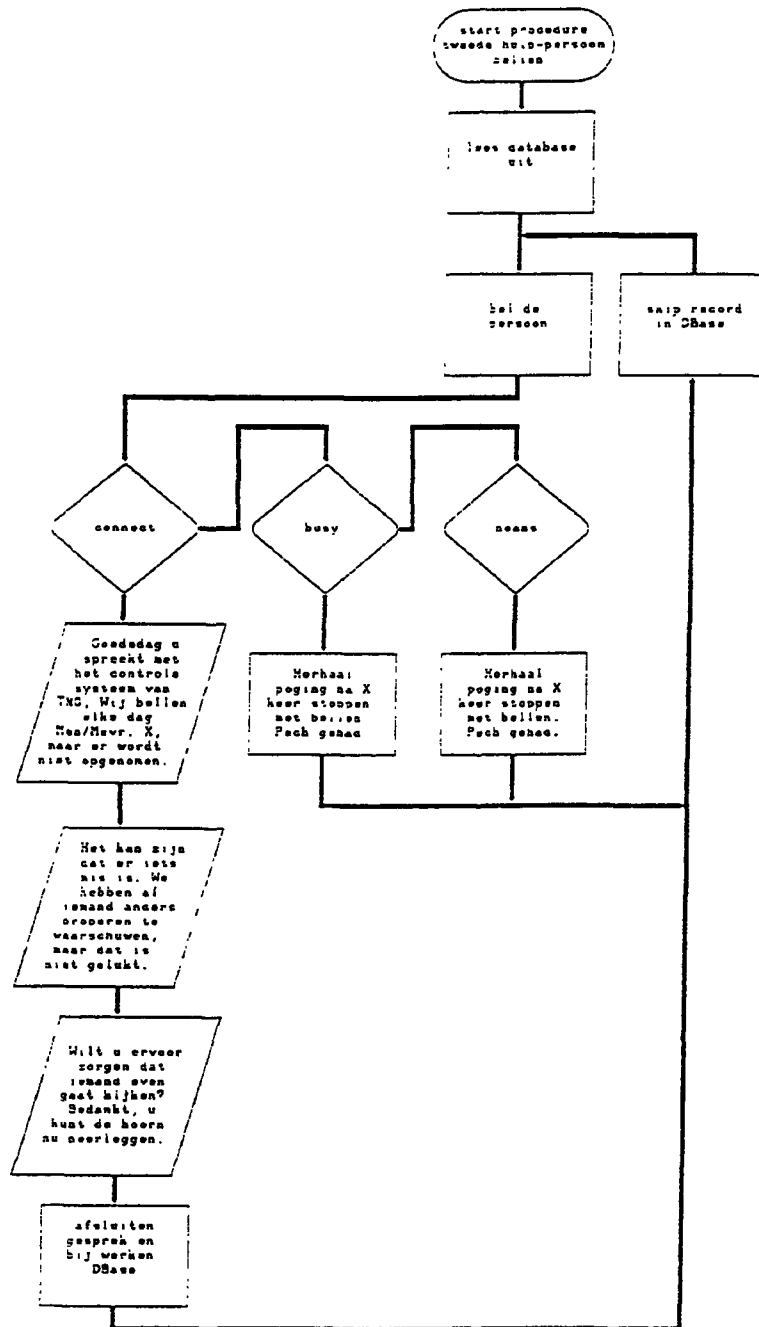 start procedure
tweede hulp-persoon
bellen
lees database
uit
bel de
persoon
skip record
in DBase
connect
busy
noans
Goededag u
spreekt met
het controle
systeem van
TNO, Wij bellen
elke dag
Men/Mevr. X,
maar er wordt
niet opgenomen.
Herhaal
poging na X
keer stoppen
met bellen
Pech gehad
Herhaal
poging na X
keer stoppen
met bellen.
Pech gehad.
Het kan zijn
dat er iets
mis is. We
hebben al
iemand anders
proberen te
waarschuwen,
maar dat is
niet gelukt.
Wilt u ervoor
zorgen dat
iemand even
gaat kijken?
Bedankt, u
kunt de hoorn
nu neerleggen.
afsluiten
gesprek en
bij werken
DBase